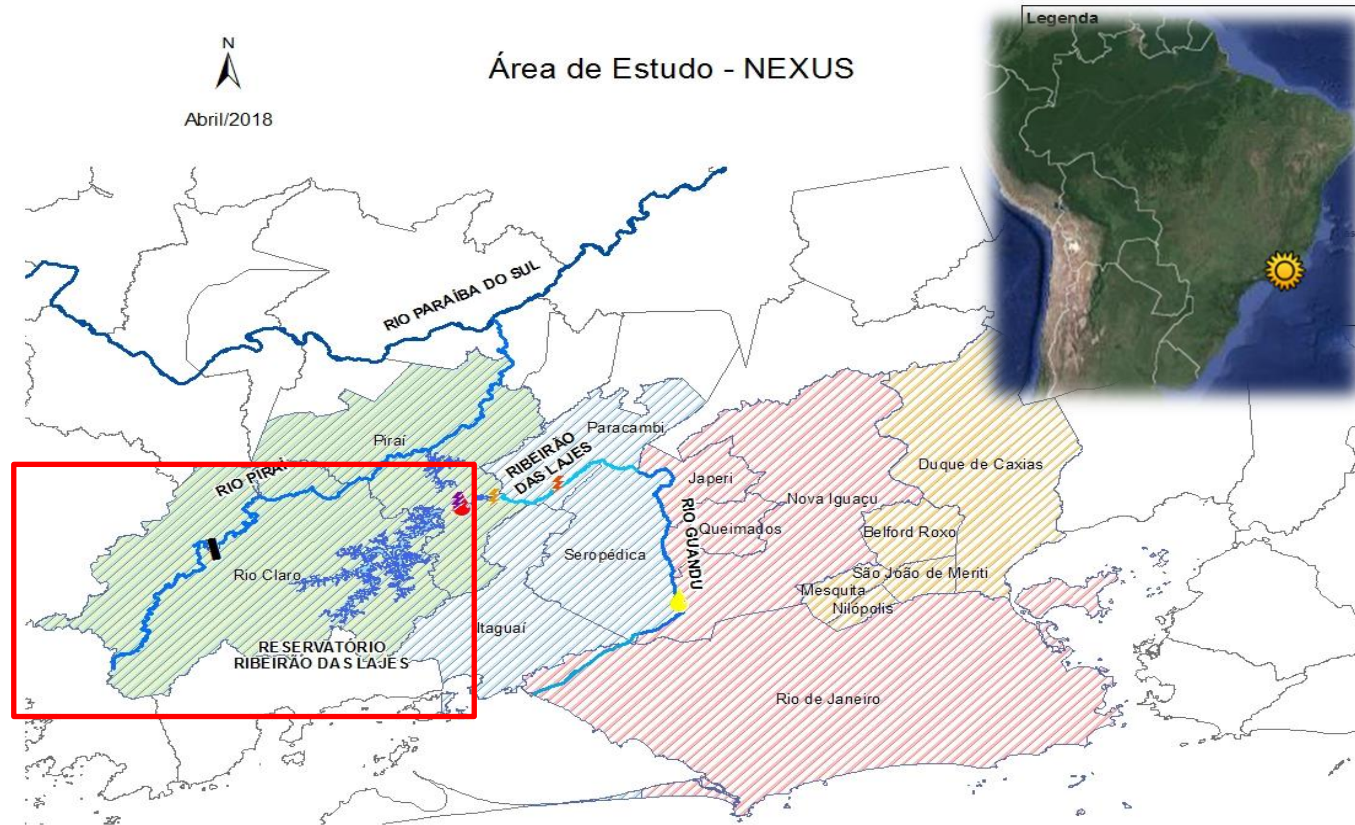 Legenda
N
Área de Estudo - NEXUS
Abril/2018
RIO PARAÍBA DO SUL
Piraí
Paracambi
RIBEIRÃO
DAS LAJES
RIO PIRAÍ
Japeri
Duque de Caxias
Nova Iguaçu
Queimados
RIO GUANDU
Belford Roxo
Seropédica
Rio Claro
São João de Meriti
Mesquita
Nilópolis
Itaguaí
RESERVATÓRIO
RIBEIRÃO DAS LAJES
Rio de Janeiro